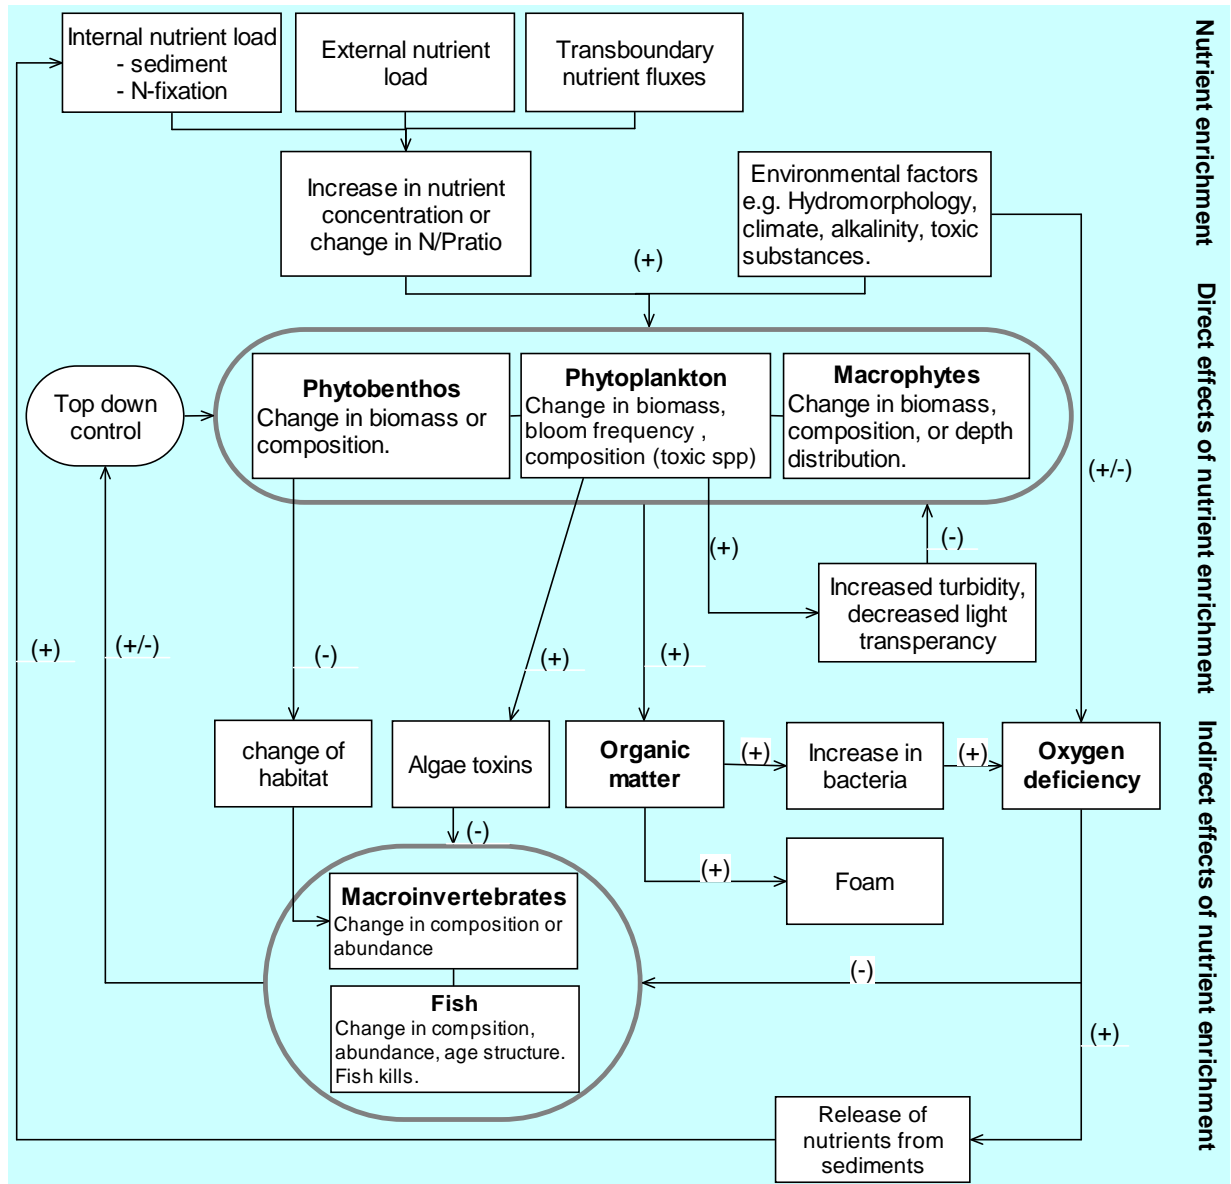 Internal nutrient load
- sediment
- N-fixation
External nutrient
load
Transboundary
nutrient fluxes
Nutrient enrichment
Increase in nutrient
concentration or
change in N/Pratio
Environmental factors
e.g. Hydromorphology,
climate, alkalinity, toxic
substances.
(+)
Direct effects of nutrient enrichment
Top down
control
Phytobenthos
Change in biomass or
composition.
Phytoplankton
Change in biomass,
bloom frequency ,
composition (toxic spp)
Macrophytes
Change in biomass,
composition, or depth
distribution.
(+/-)
(+)
(-)
Increased turbidity,
decreased light
transperancy
(+)
(+/-)
(-)
(+)
(+)
Indirect effects of nutrient enrichment
change of
habitat
Algae toxins
Organic
matter
(+)
Increase in
bacteria
(+)
Oxygen
deficiency
(-)
(+)
Foam
Macroinvertebrates
Change in composition or
abundance
(-)
Fish
Change in compsition,
abundance, age structure.
Fish kills.
(+)
Release of
nutrients from
sediments